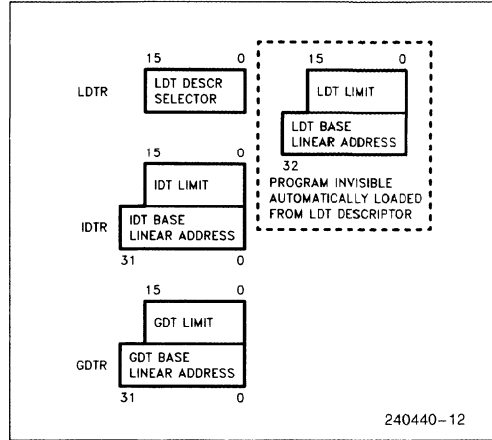 15 0
LDTR
LDT DESCR
SELECTOR
15 0
LDT LIMIT
LDT BASE
LINEAR ADDRESS
32
PROGRAM INVISIBLE
AUTOMATICALLY LOADED
FROM LDT DESCRIPTOR
15 0
IDT LIMIT
IDTR
IDT BASE
LINEAR ADDRESS
31 0
15 0
GDT LIMIT
GDTR
GDT BASE
LINEAR ADDRESS
31 0
240440-12